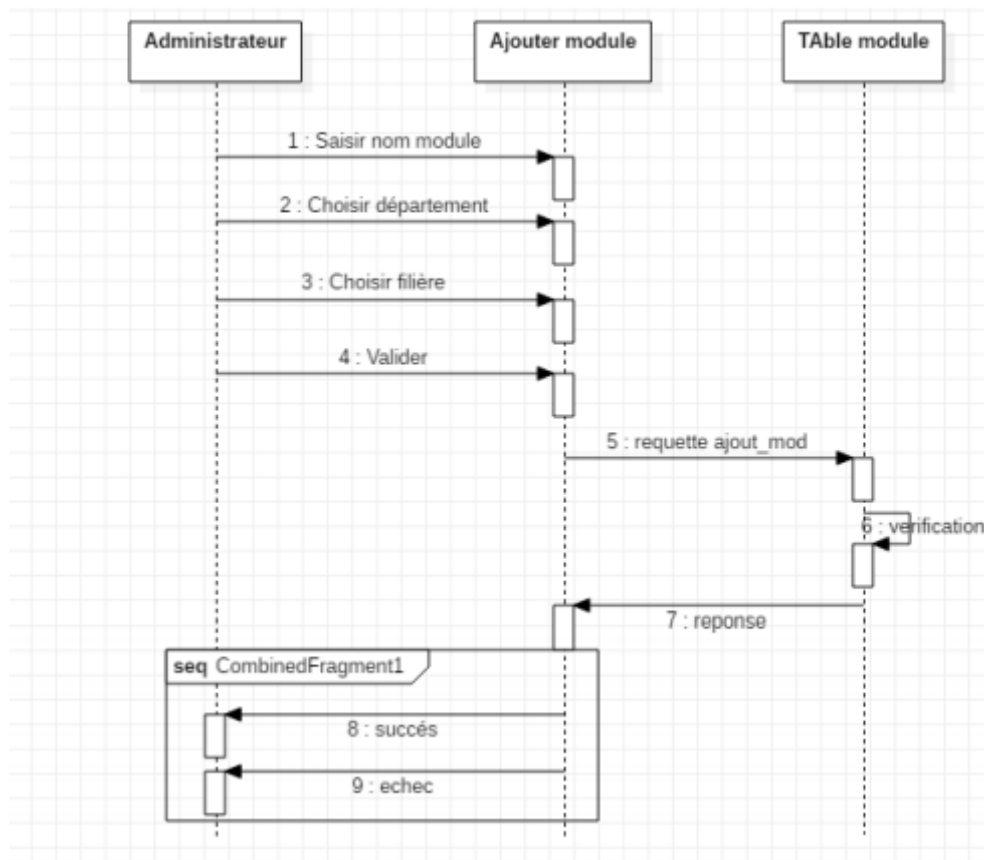 Administrateur
Ajouter module
TAble module
1 : Saisir nom module
2 : Choisir département
3 : Choisir filière
4 : Valider
5 : requette ajout_mod
6 : verification
7 : reponse
seq CombinedFragment1
8 : succés
9 : echec